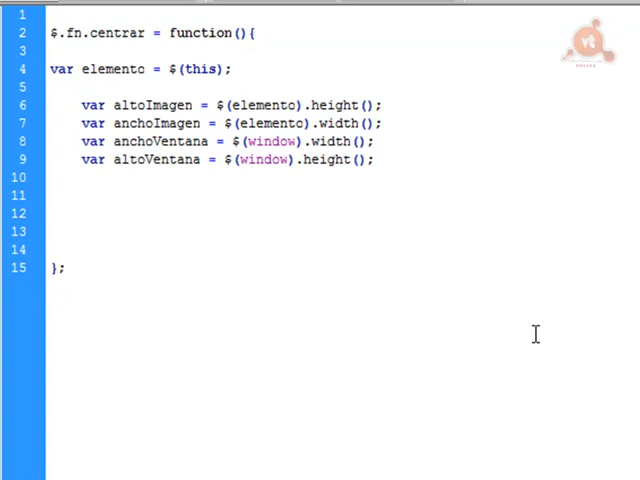 1
2 $.fn.centrar = function(){
3
4 var elemento = $(this);
5
6 var altoImagen = $(elemento).height();
7 var anchoImagen = $(elemento).width();
8 var anchoVentana = $(window).width();
9 var altoVentana = $(window).height();
10
11
12
13
14
15 };
vt